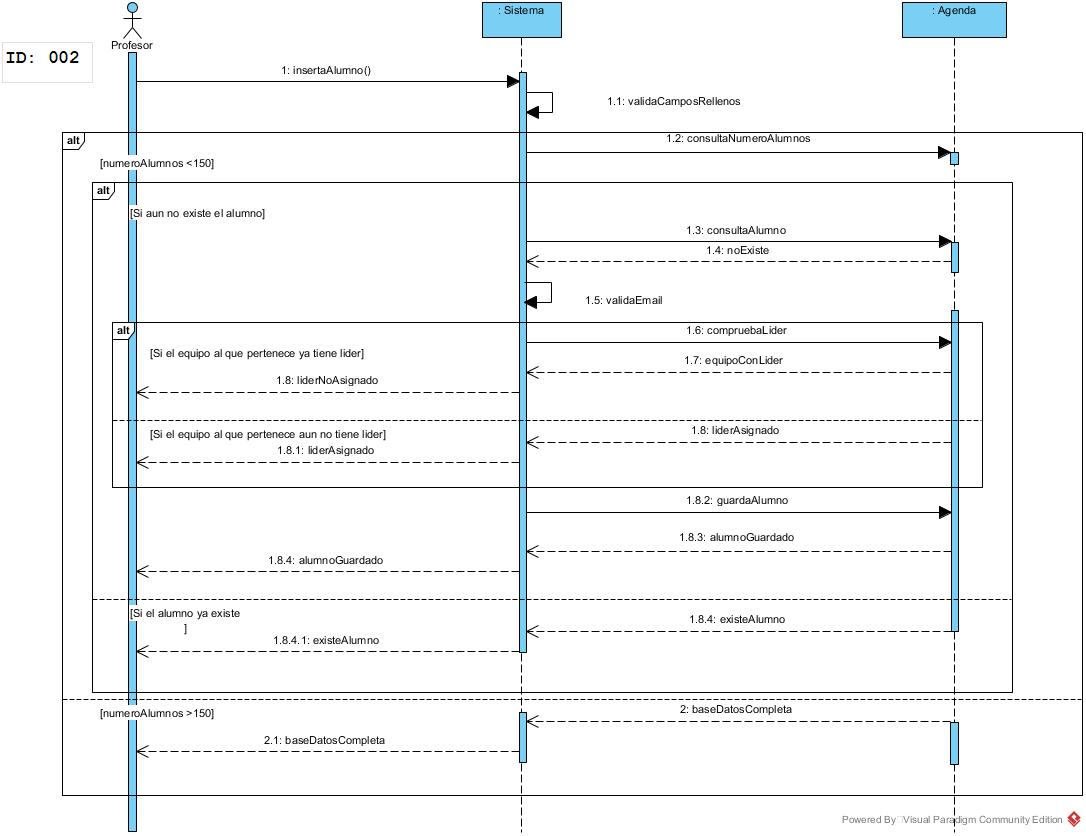 : Sistema
: Agenda
Profesor
ID: 002
1: insertaAlumno()
1.1: validaCamposRellenos
alt
1.2: consultaNumeroAlumnos
[numeroAlumnos <150]
alt
[Si aun no existe el alumno]
1.3: consultaAlumno
1.4: noExiste
1.5: validaEmail
alt
1.6: compruebaLider
[Si el equipo al que pertenece ya tiene lider]
1.7: equipoConLider
1.8: liderNoAsignado
[Si el equipo al que pertenece aun no tiene lider]
1.8: liderAsignado
1.8.1: liderAsignado
1.8.2: guardaAlumno
1.8.3: alumnoGuardado
1.8.4: alumnoGuardado
[Si el alumno ya existe
]
1.8.4: existeAlumno
1.8.4.1: existeAlumno
[numeroAlumnos >150]
2: baseDatosCompleta
2.1: baseDatosCompleta
Powered By Visual Paradigm Community Edition